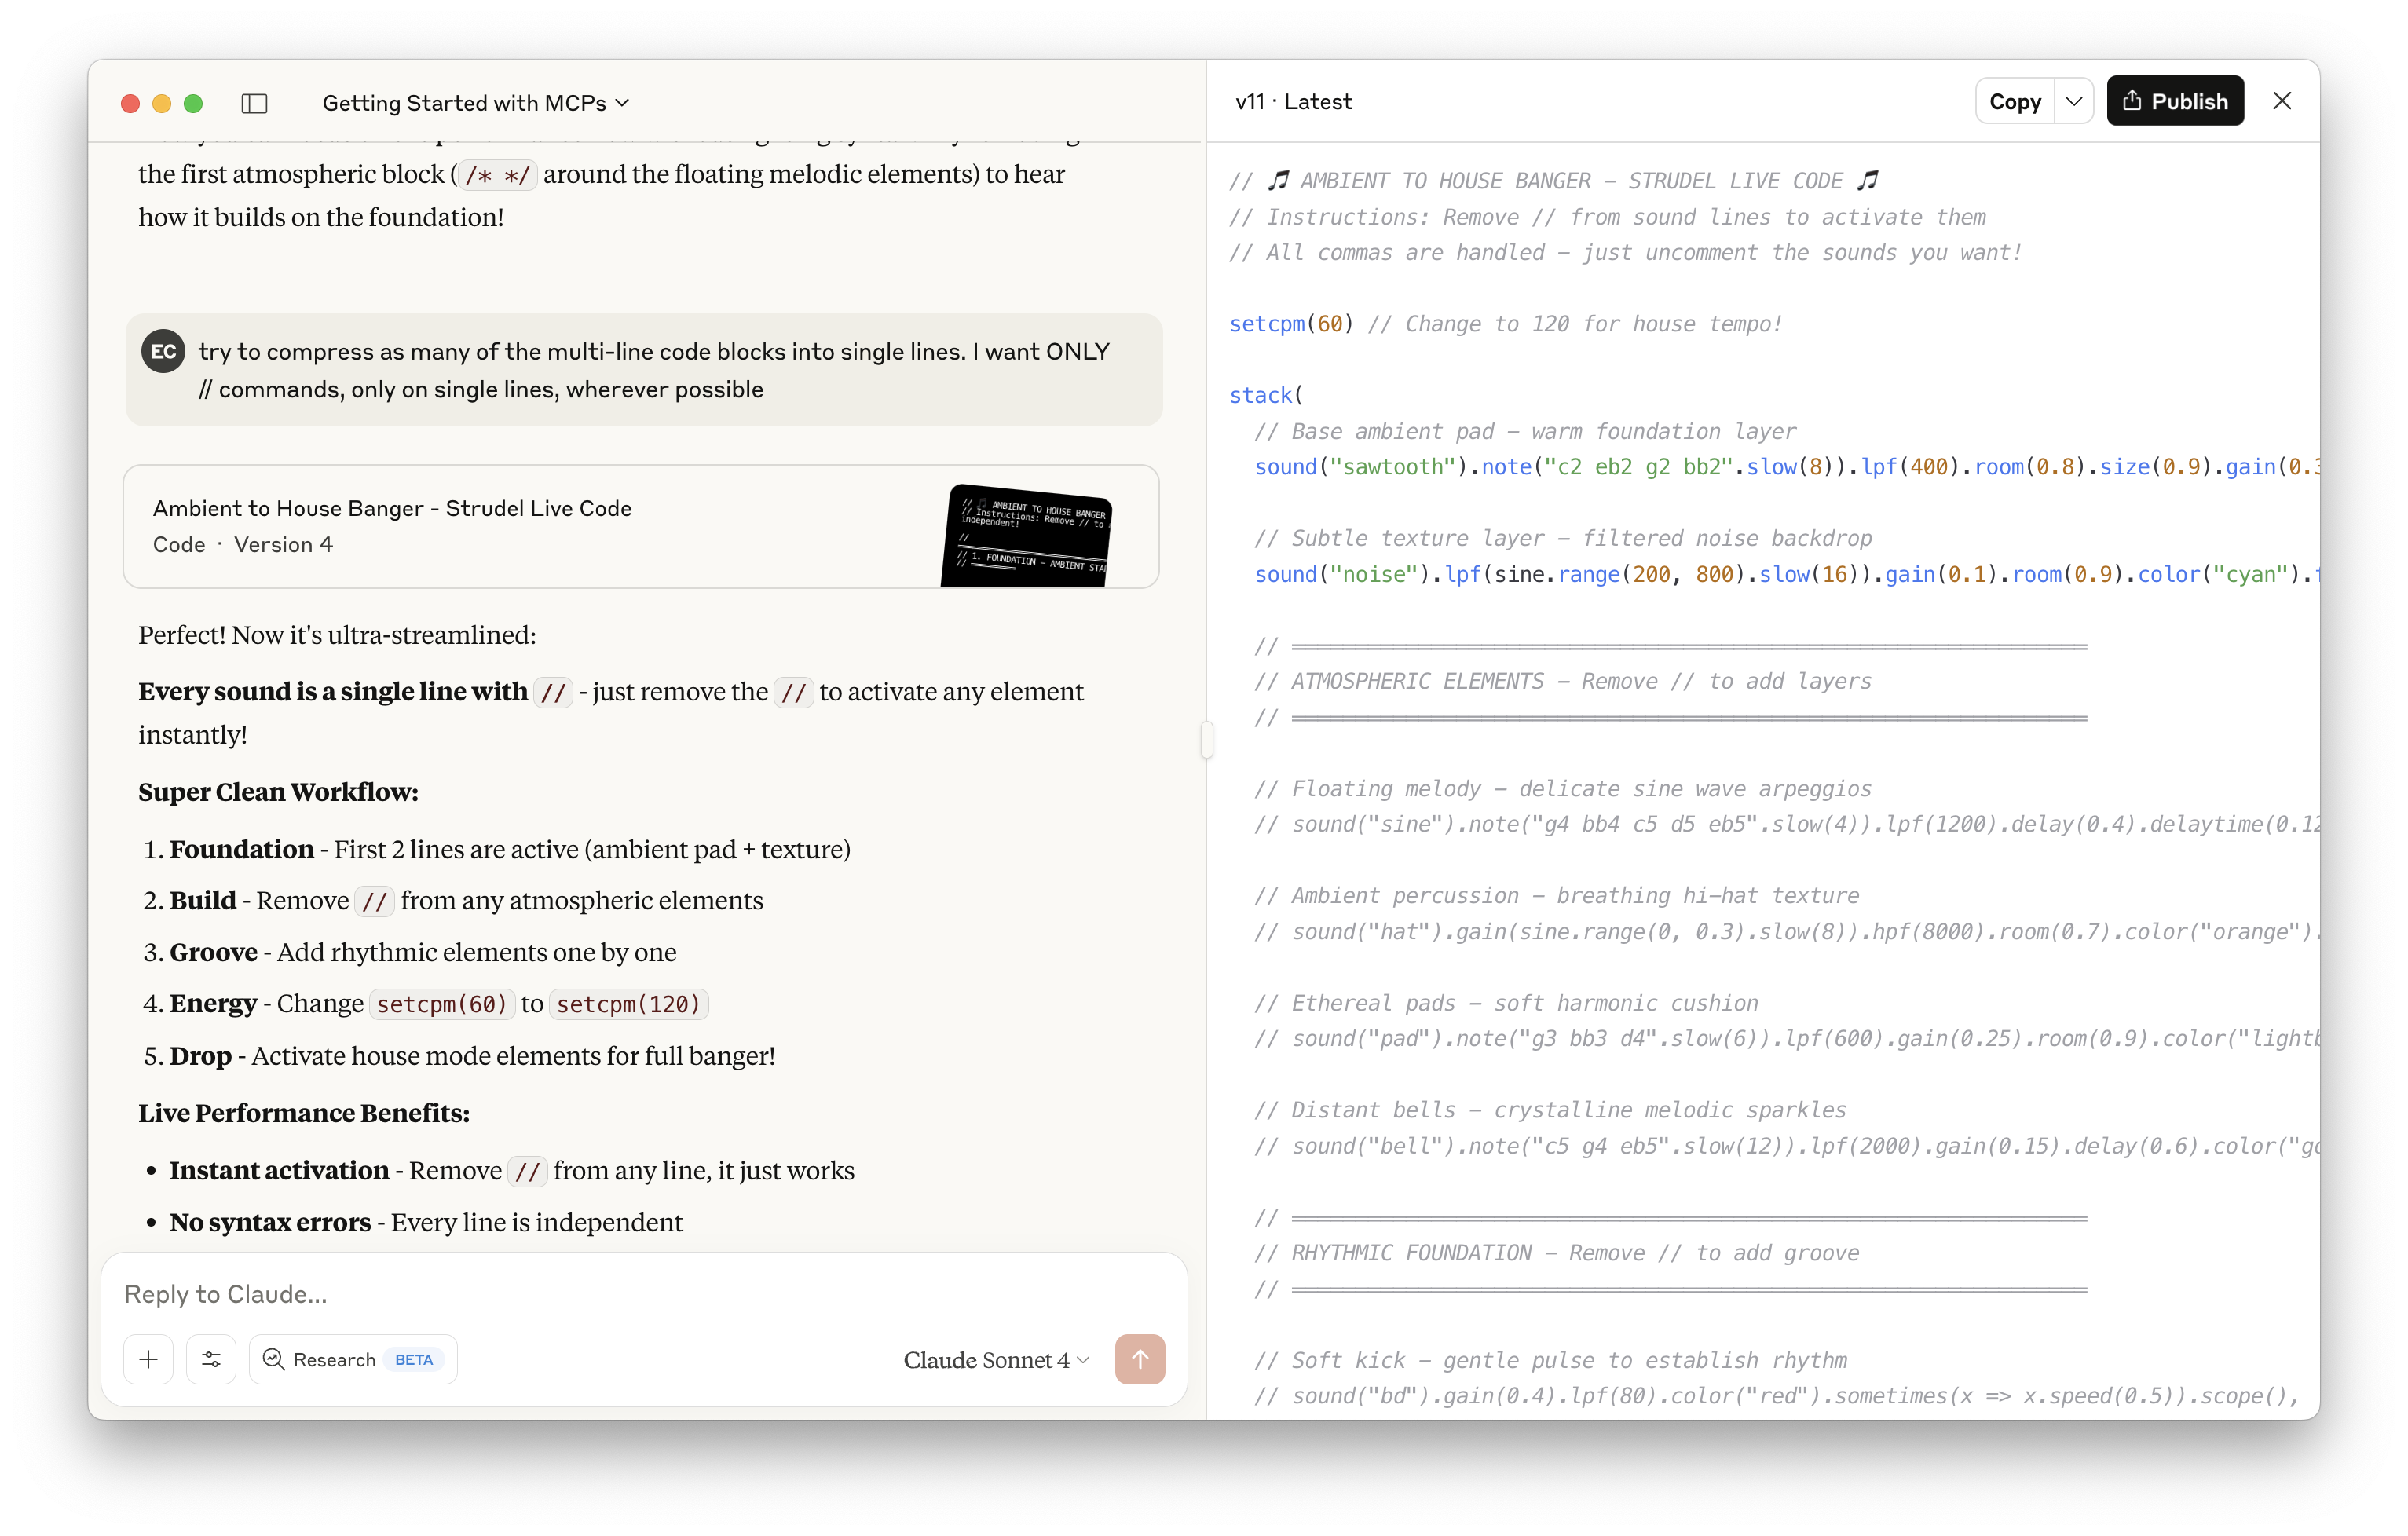 Getting Started with MCPs
the first atmospheric block (/* */ around the floating melodic elements) to hear
how it builds on the foundation!
EC
try to compress as many of the multi-line code blocks into single lines. I want ONLY
// commands, only on single lines, wherever possible
Ambient to House Banger - Strudel Live Code
Code · Version 4
// 🎵 AMBIENT TO HOUSE BANGER
// Instructions: Remove // to
independent!
//
// 1. FOUNDATION – AMBIENT STA
//
Perfect! Now it's ultra-streamlined:
Every sound is a single line with // - just remove the // to activate any element
instantly!
Super Clean Workflow:
1. Foundation - First 2 lines are active (ambient pad + texture)
2. Build - Remove // from any atmospheric elements
3. Groove - Add rhythmic elements one by one
4. Energy - Change setcpm(60) to setcpm(120)
5. Drop - Activate house mode elements for full banger!
Live Performance Benefits:
• Instant activation - Remove // from any line, it just works
• No syntax errors - Every line is independent
Reply to Claude...
Research BETA
Claude Sonnet 4
v11 · Latest
Copy
Publish
// 🎵 AMBIENT TO HOUSE BANGER – STRUDEL LIVE CODE 🎵
// Instructions: Remove // from sound lines to activate them
// All commas are handled – just uncomment the sounds you want!
setcpm(60) // Change to 120 for house tempo!
stack(
// Base ambient pad – warm foundation layer
sound("sawtooth").note("c2 eb2 g2 bb2".slow(8)).lpf(400).room(0.8).size(0.9).gain(0.3
// Subtle texture layer – filtered noise backdrop
sound("noise").lpf(sine.range(200, 800).slow(16)).gain(0.1).room(0.9).color("cyan").
// ═══════════════════════════════════════════════════════════════
// ATMOSPHERIC ELEMENTS – Remove // to add layers
// ═══════════════════════════════════════════════════════════════
// Floating melody – delicate sine wave arpeggios
// sound("sine").note("g4 bb4 c5 d5 eb5".slow(4)).lpf(1200).delay(0.4).delaytime(0.12
// Ambient percussion – breathing hi-hat texture
// sound("hat").gain(sine.range(0, 0.3).slow(8)).hpf(8000).room(0.7).color("orange").
// Ethereal pads – soft harmonic cushion
// sound("pad").note("g3 bb3 d4".slow(6)).lpf(600).gain(0.25).room(0.9).color("lightb
// Distant bells – crystalline melodic sparkles
// sound("bell").note("c5 g4 eb5".slow(12)).lpf(2000).gain(0.15).delay(0.6).color("go
// ═══════════════════════════════════════════════════════════════
// RHYTHMIC FOUNDATION – Remove // to add groove
// ═══════════════════════════════════════════════════════════════
// Soft kick – gentle pulse to establish rhythm
// sound("bd").gain(0.4).lpf(80).color("red").sometimes(x => x.speed(0.5)).scope(),